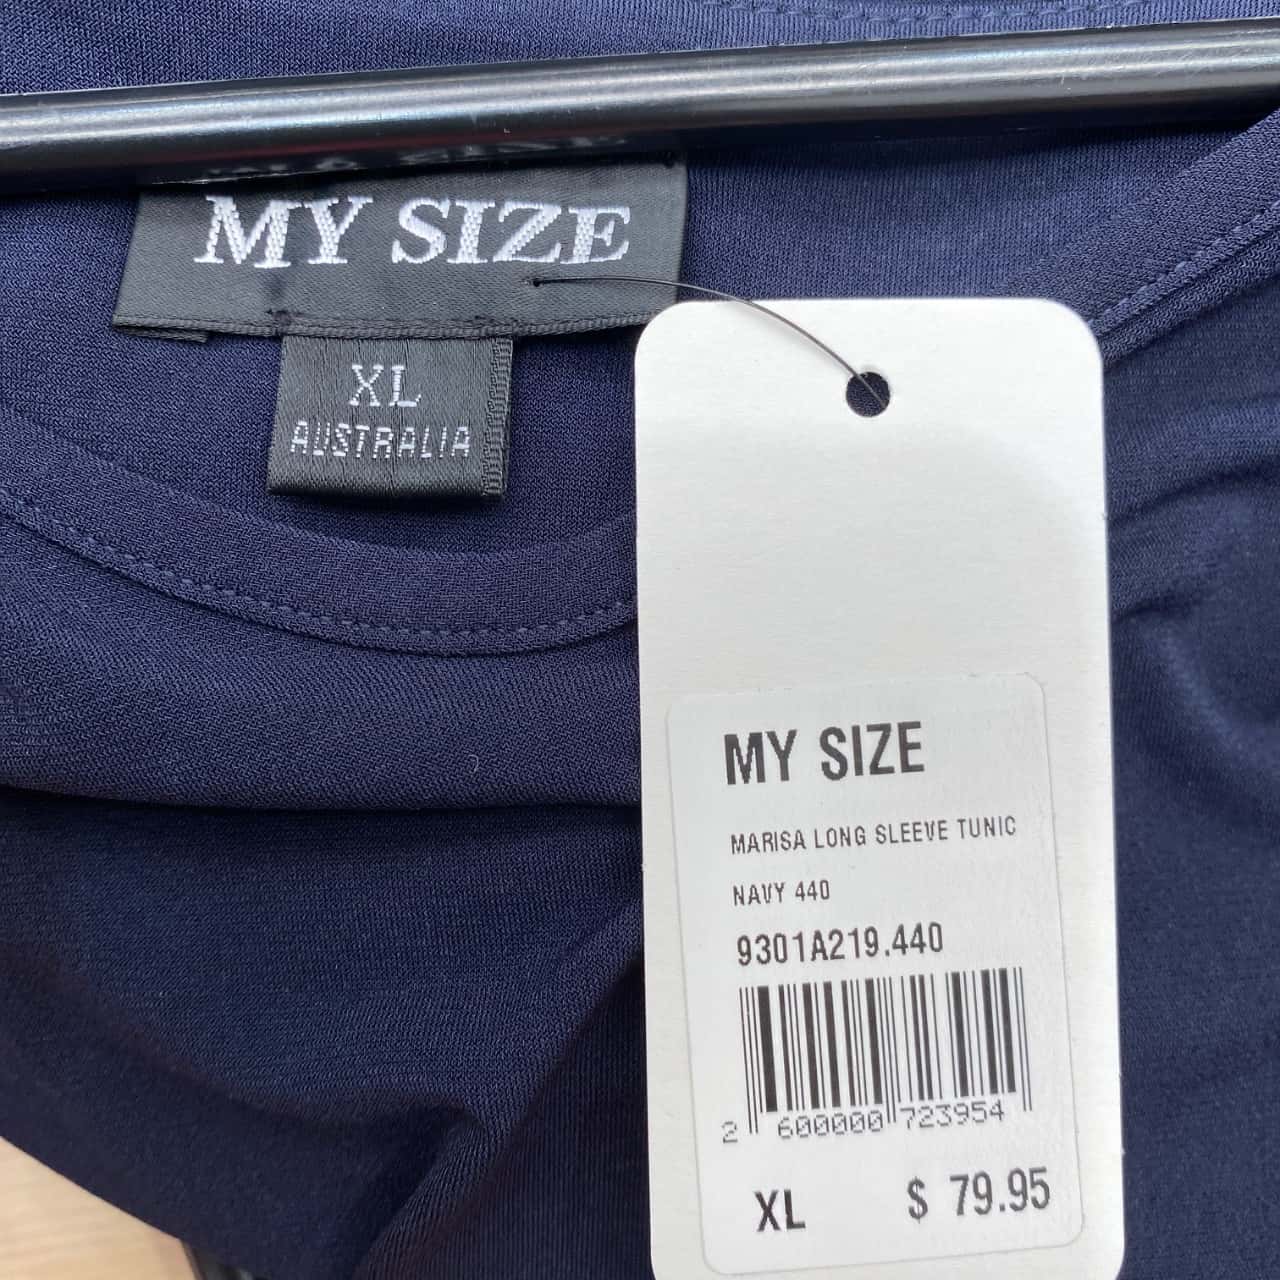 MY SIZE
XL
AUSTRALIA
MY SIZE
MARISA LONG SLEEVE TUNIC
NAVY 440
9301A219.440
2 600000 723954
XL $ 79.95